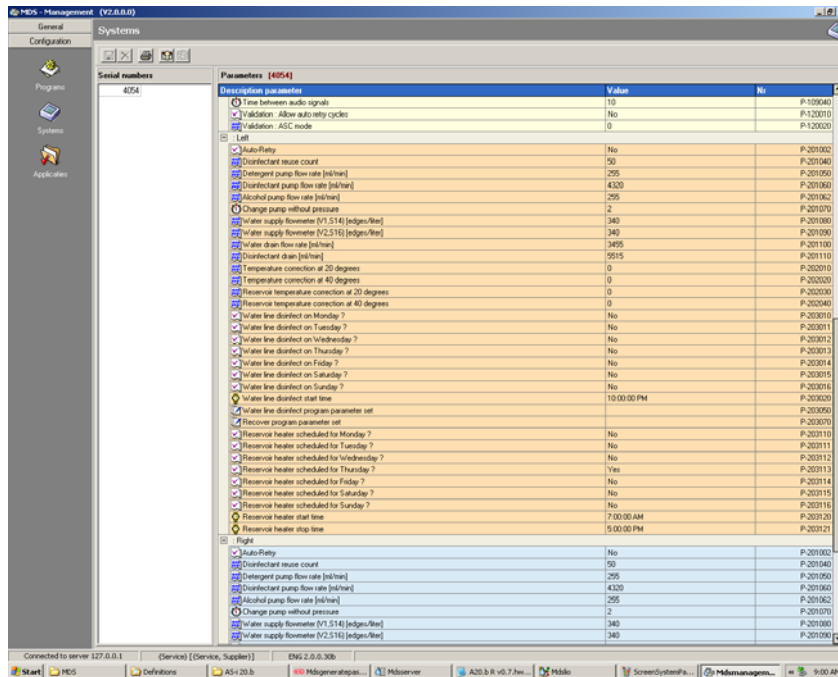 MDS - Management (V2.0.0.0)
General
Configuration
Programs
Systems
Applicaties
Systems
Serial numbers
4054
Parameters [4054]
Description parameter Value Nr
Time between audio signals 10 P-109040
Validation : Allow auto retry cycles No P-120010
Validation : ASC mode 0 P-120020
: Left
Auto-Retry No P-201002
Disinfectant reuse count 50 P-201040
Detergent pump flow rate [ml/min] 255 P-201050
Disinfectant pump flow rate [ml/min] 4320 P-201060
Alcohol pump flow rate [ml/min] 255 P-201062
Change pump without pressure 2 P-201070
Water supply flowmeter (V1,S14) [edges/liter] 340 P-201080
Water supply flowmeter (V2,S16) [edges/liter] 340 P-201090
Water drain flow rate [ml/min] 3455 P-201100
Disinfectant drain [ml/min] 5515 P-201110
Temperature correction at 20 degrees 0 P-202010
Temperature correction at 40 degrees 0 P-202020
Reservoir temperature correction at 20 degrees 0 P-202030
Reservoir temperature correction at 40 degrees 0 P-202040
Water line disinfect on Monday ? No P-203010
Water line disinfect on Tuesday ? No P-203011
Water line disinfect on Wednesday ? No P-203012
Water line disinfect on Thursday ? No P-203013
Water line disinfect on Friday ? No P-203014
Water line disinfect on Saturday ? No P-203015
Water line disinfect on Sunday ? No P-203016
Water line disinfect start time 10:00:00 PM P-203020
Water line disinfect program parameter set P-203050
Recover program parameter set P-203070
Reservoir heater scheduled for Monday ? No P-203110
Reservoir heater scheduled for Tuesday ? No P-203111
Reservoir heater scheduled for Wednesday ? No P-203112
Reservoir heater scheduled for Thursday ? Yes P-203113
Reservoir heater scheduled for Friday ? No P-203114
Reservoir heater scheduled for Saturday ? No P-203115
Reservoir heater scheduled for Sunday ? No P-203116
Reservoir heater start time 7:00:00 AM P-203120
Reservoir heater stop time 5:00:00 PM P-203121
: Right
Auto-Retry No P-201002
Disinfectant reuse count 50 P-201040
Detergent pump flow rate [ml/min] 255 P-201050
Disinfectant pump flow rate [ml/min] 4320 P-201060
Alcohol pump flow rate [ml/min] 255 P-201062
Change pump without pressure 2 P-201070
Water supply flowmeter (V1,S14) [edges/liter] 340 P-201080
Water supply flowmeter (V2,S16) [edges/liter] 340 P-201090
Connected to server 127.0.0.1 (Service) [(Service, Supplier)] ENG 2.0.0.30b
Start MDS Definitions AS-i 20.b Mdsgeneratepas... Mdsserver A20.b R v0.7.hw... Mdslio ScreenSystemPa... Mdsmanagem... « 9:00 AM